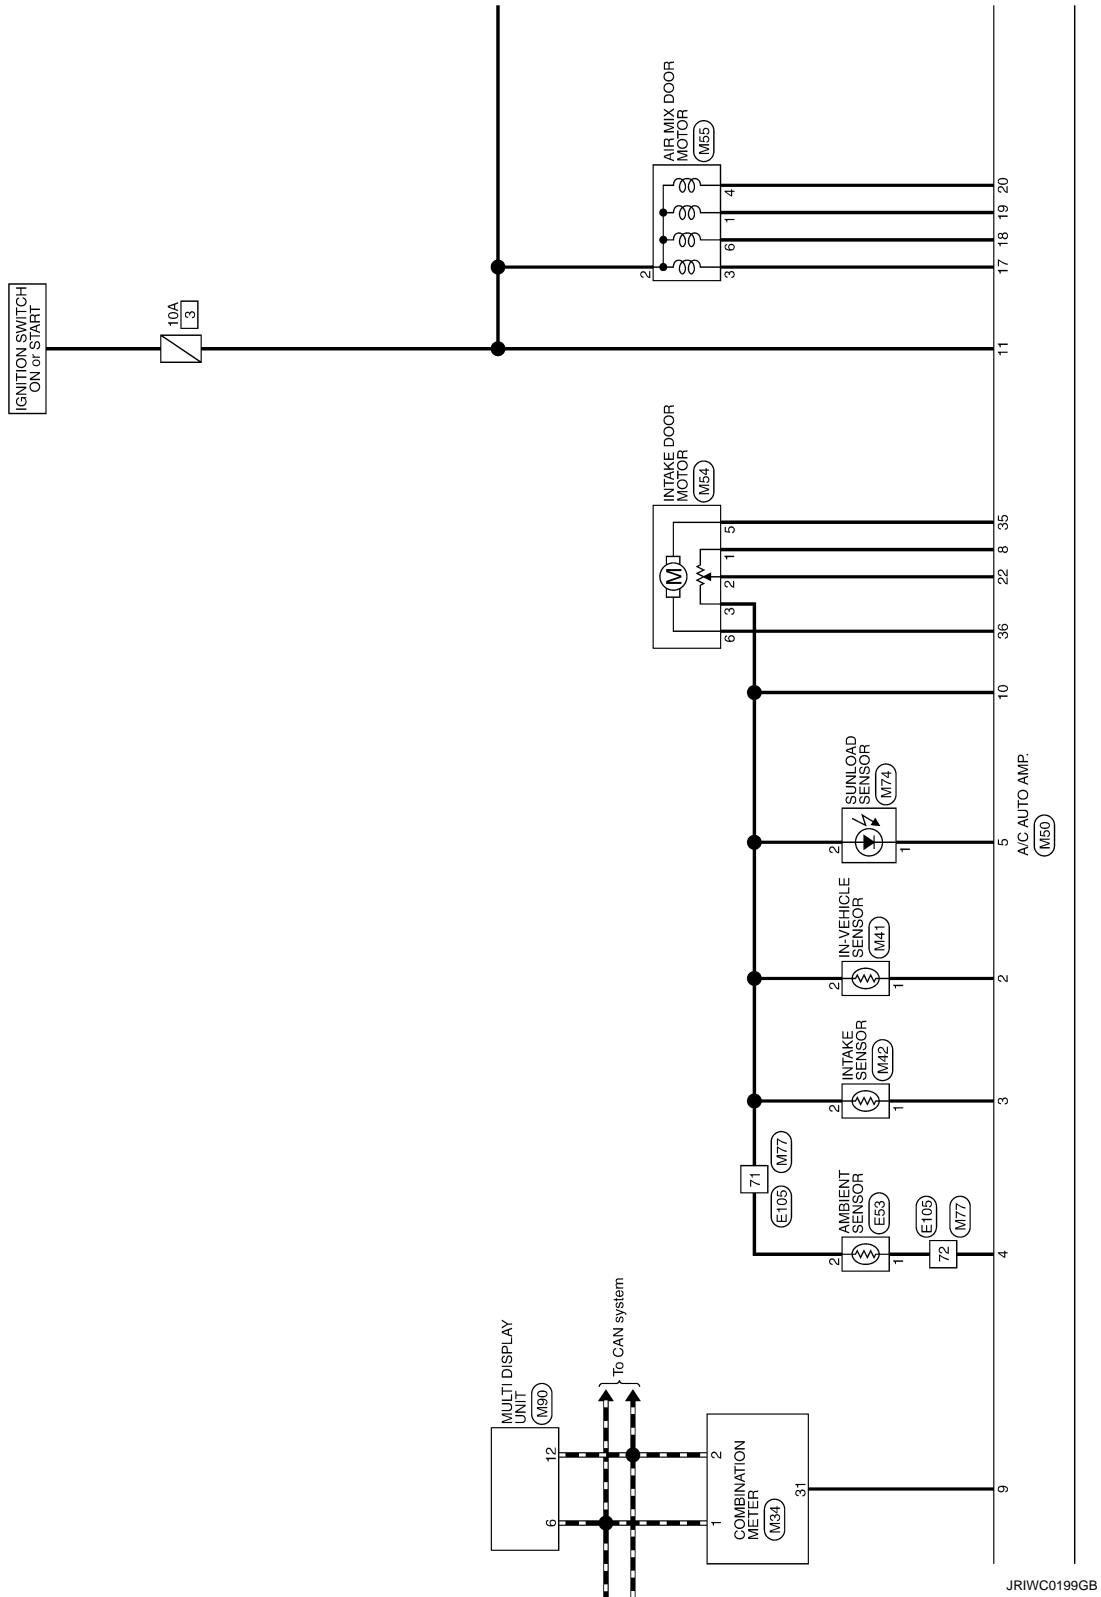 IGNITION SWITCH
ON or START
10A
3
AIR MIX DOOR
MOTOR
M55
2
4
1
6
3
20
19
18
17
11
INTAKE DOOR
MOTOR
M54
M
5
1
2
3
6
35
8
22
36
10
SUNLOAD
SENSOR
M74
2
1
5
A/C AUTO AMP.
M50
IN-VEHICLE
SENSOR
M41
2
1
2
INTAKE
SENSOR
M42
2
1
3
71
M77
E105
AMBIENT
SENSOR
E53
2
1
72
E105
M77
4
To CAN system
MULTI DISPLAY
UNIT
M90
12
6
2
1
COMBINATION
METER
M34
31
9
JRIWC0199GB